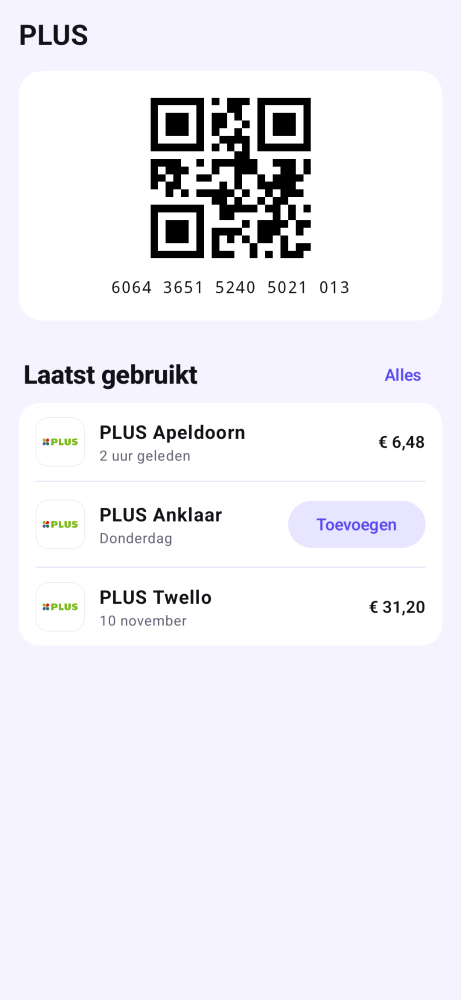 PLUS
6064 3651 5240 5021 013
Laatst gebruikt
Alles
PLUS
PLUS Apeldoorn
€ 6,48
2 uur geleden
PLUS
PLUS Anklaar
Toevoegen
Donderdag
PLUS
PLUS Twello
€ 31,20
10 november